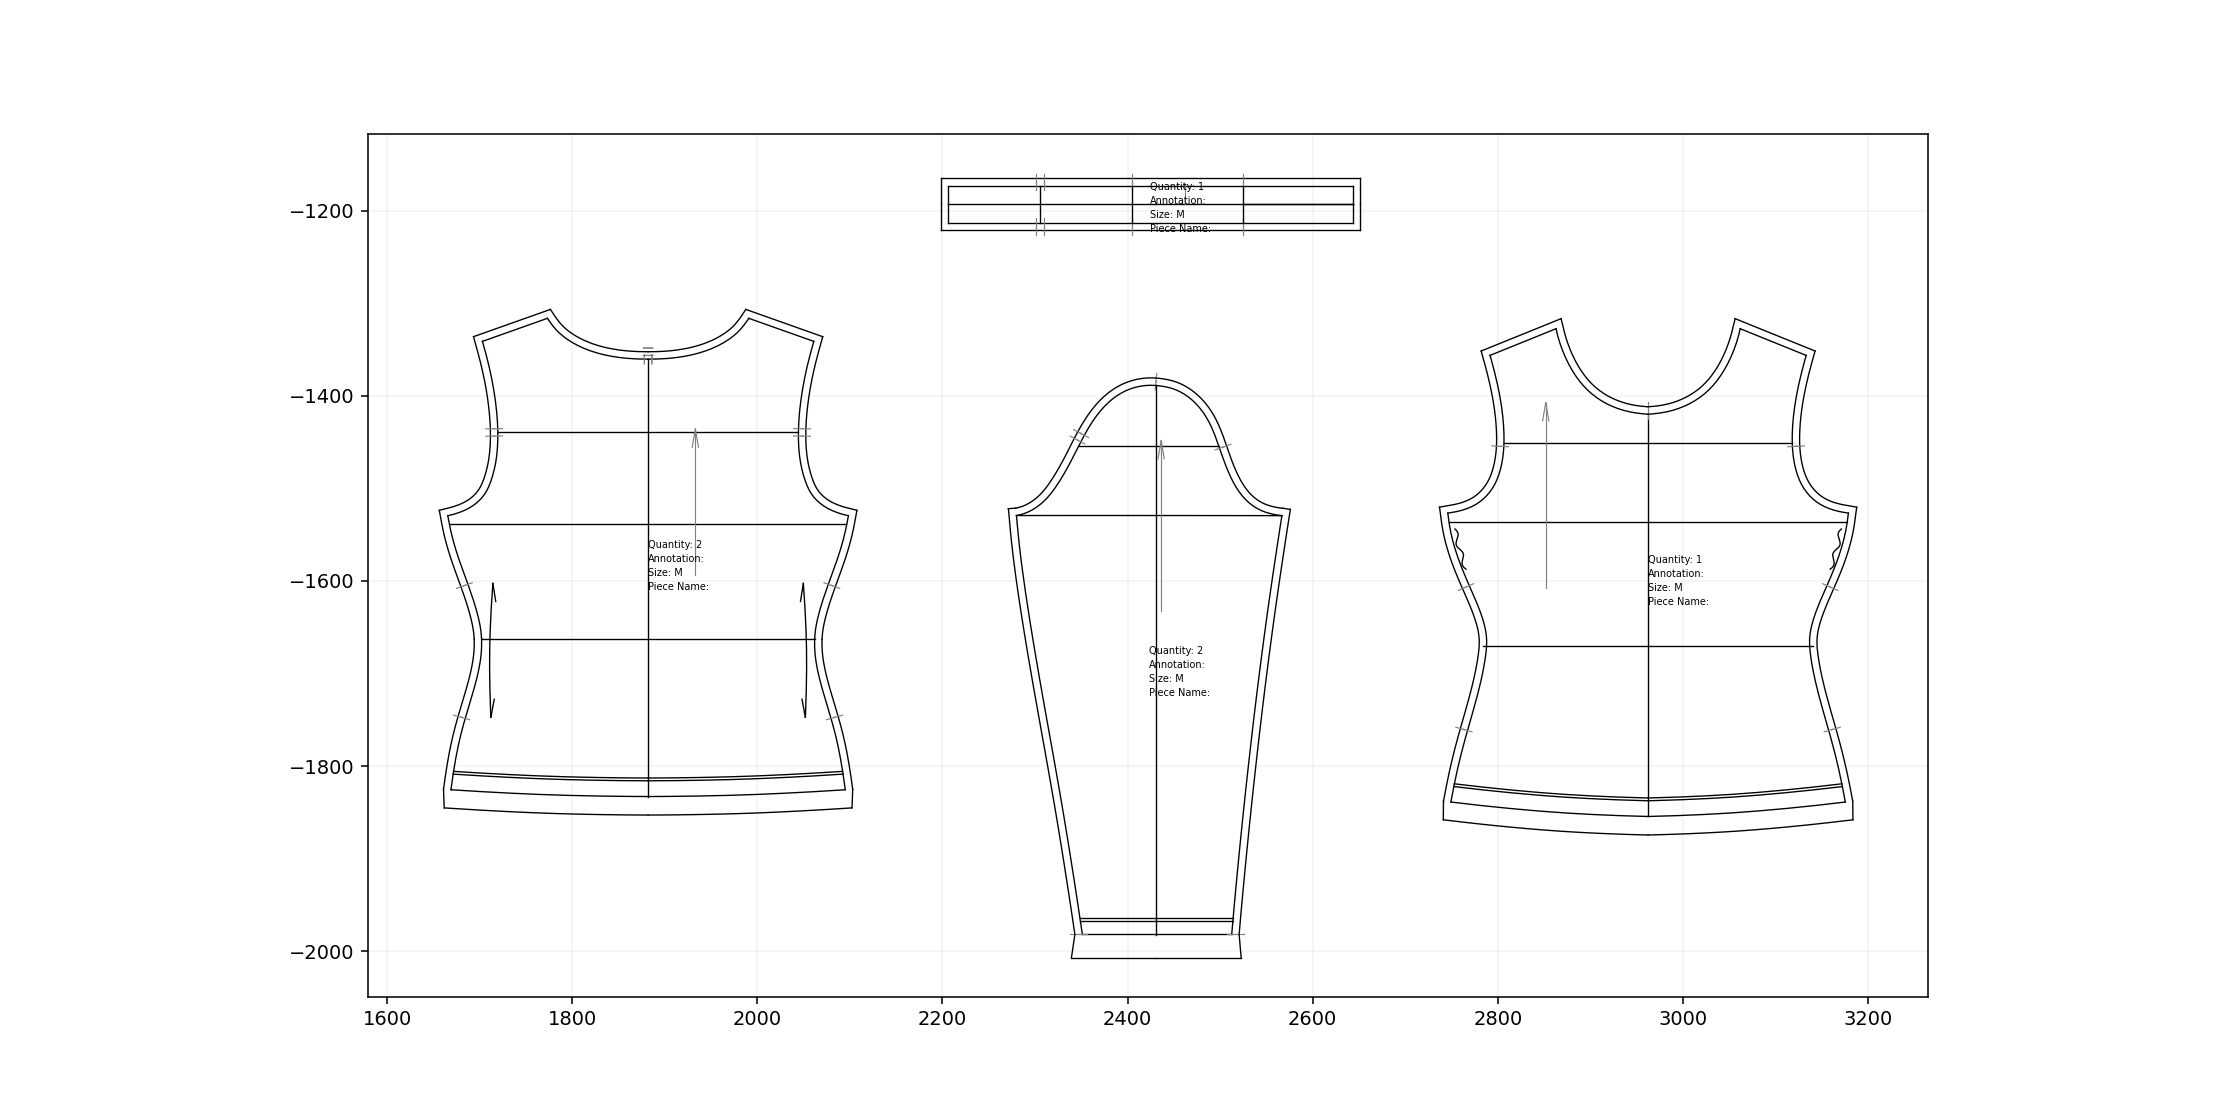 Quantity: 1
Annotation:
Size: M
Piece Name:
−1200
−1400
−1600
−1800
−2000
Quantity: 2
Annotation:
Size: M
Piece Name:
Quantity: 2
Annotation:
Size: M
Piece Name:
Quantity: 1
Annotation:
Size: M
Piece Name:
1600
1800
2000
2200
2400
2600
2800
3000
3200